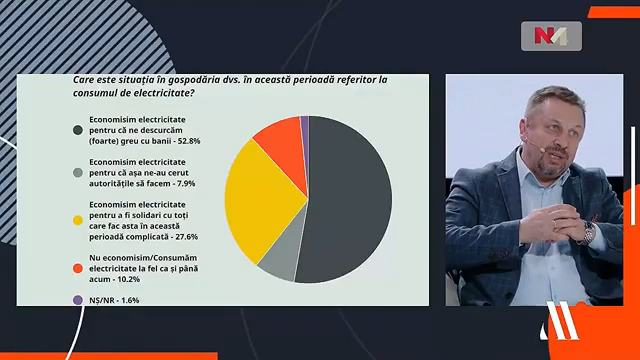 N4
Care este situația în gospodăria dvs. în această perioadă referitor la
consumul de electricitate?
Economisim electricitate
pentru că ne descurcăm
(foarte) greu cu banii - 52.8%
Economisim electricitate
pentru că așa ne-au cerut
autoritățile să facem - 7.9%
Economisim electricitate
pentru a fi solidari cu toți
care fac asta în această
perioadă complicată - 27.6%
Nu economisim/Consumăm
electricitate la fel ca și până
acum - 10.2%
NȘ/NR - 1.6%